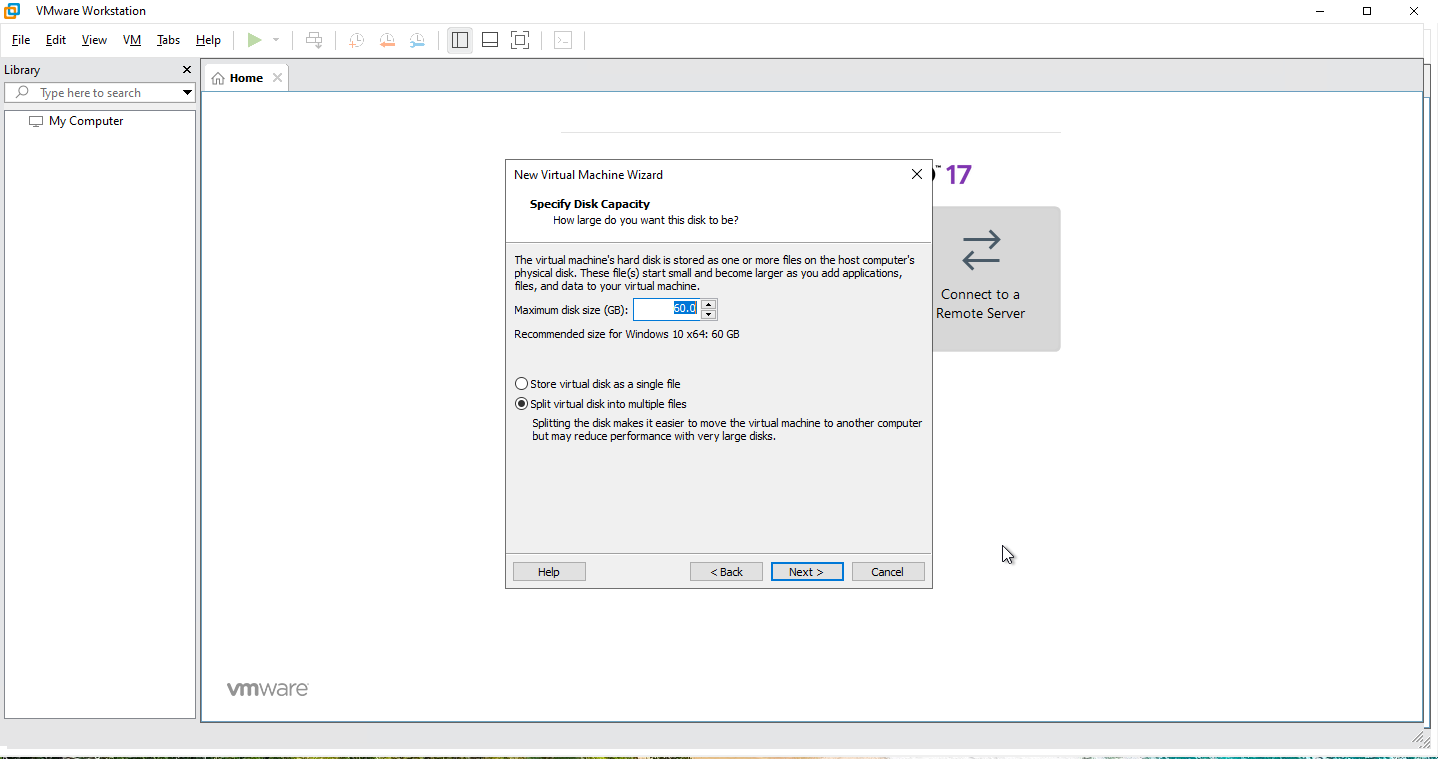 VMware Workstation
File Edit View VM Tabs Help
Library
Type here to search
My Computer
Home
™ 17
New Virtual Machine Wizard
Specify Disk Capacity
How large do you want this disk to be?
The virtual machine's hard disk is stored as one or more files on the host computer's
physical disk. These file(s) start small and become larger as you add applications,
files, and data to your virtual machine.
Maximum disk size (GB): 60.0
Recommended size for Windows 10 x64: 60 GB
Store virtual disk as a single file
Split virtual disk into multiple files
Splitting the disk makes it easier to move the virtual machine to another computer
but may reduce performance with very large disks.
Help < Back Next > Cancel
Connect to a
Remote Server
vmware